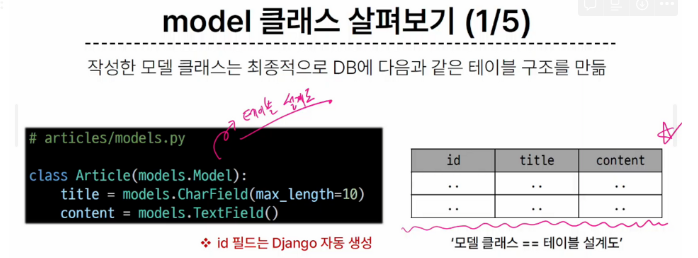 model 클래스 살펴보기 (1/5)
작성한 모델 클래스는 최종적으로 DB에 다음과 같은 테이블 구조를 만듦
테이블 설계도
# articles/models.py
class Article(models.Model):
    title = models.CharField(max_length=10)
    content = models.TextField()
❖ id 필드는 Django 자동 생성
id title content
.. .. ..
.. .. ..
‘모델 클래스 == 테이블 설계도’